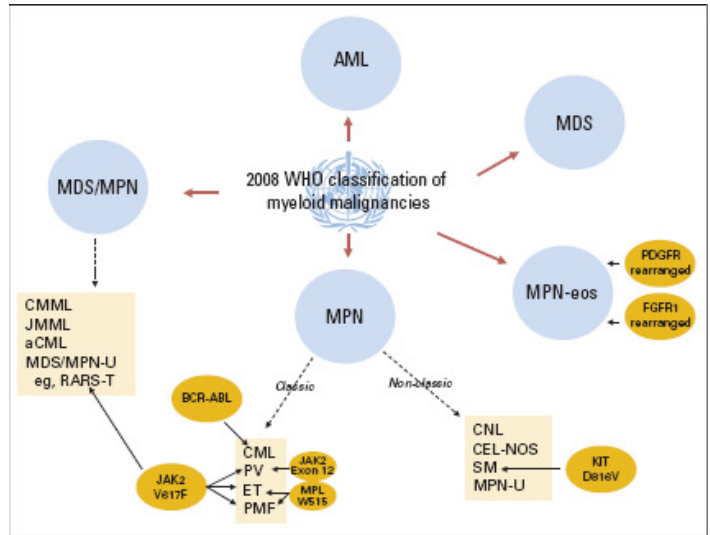 AML
MDS
2008 WHO classification of
myeloid malignancies
MDS/MPN
MPN-eos
PDGFR
rearranged
FGFR1
rearranged
MPN
CMML
JMML
aCML
MDS/MPN-U
eg, RARS-T
Classic
Non-classic
BCR-ABL
CML
PV
ET
PMF
JAK2
Exon 12
MPL
W515
JAK2
V617F
CNL
CEL-NOS
SM
MPN-U
KIT
D816V